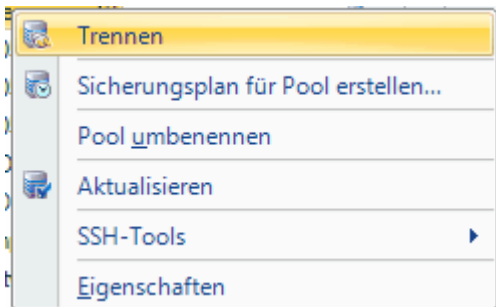 Trennen
Sicherungsplan für Pool erstellen...
Pool umbenennen
Aktualisieren
SSH-Tools
Eigenschaften